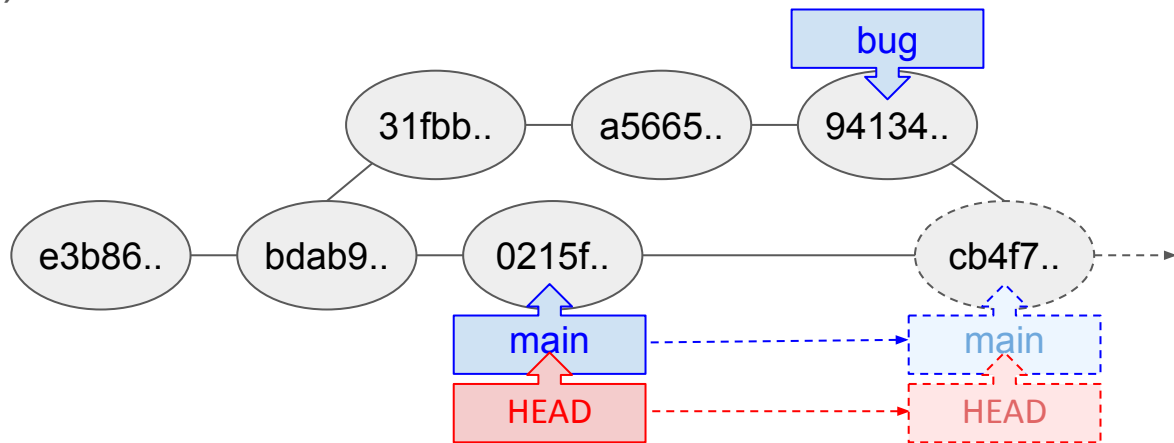 )
bug
31fbb..
a5665..
94134..
e3b86..
bdab9..
0215f..
cb4f7..
main
main
HEAD
HEAD